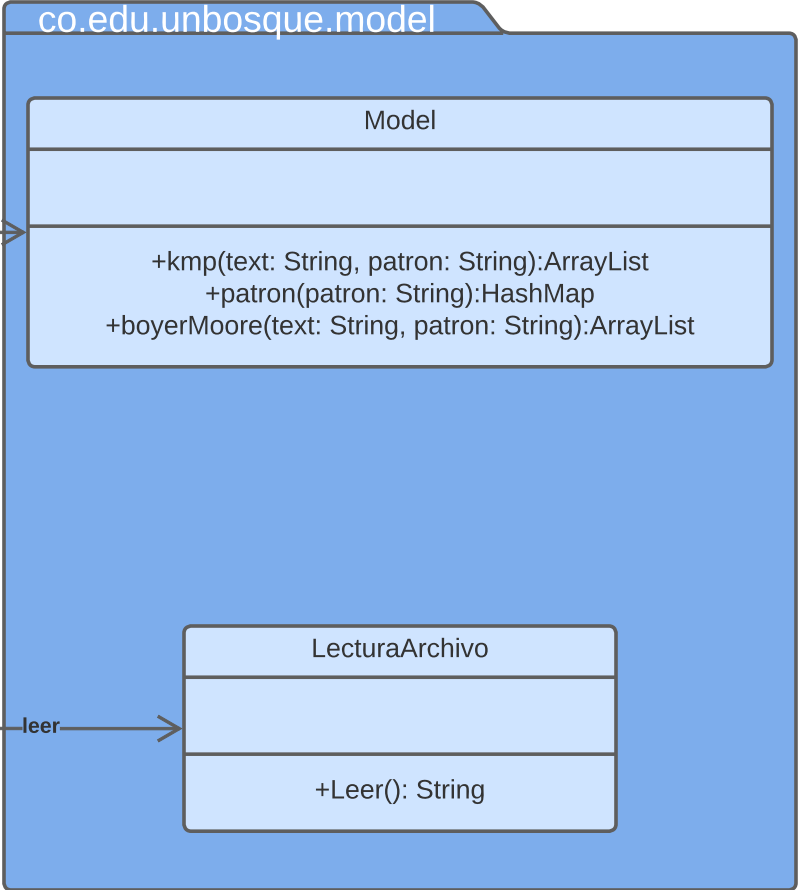 co.edu.unbosque.model
Model
+kmp(text: String, patron: String):ArrayList
+patron(patron: String):HashMap
+boyerMoore(text: String, patron: String):ArrayList
LecturaArchivo
leer
+Leer(): String